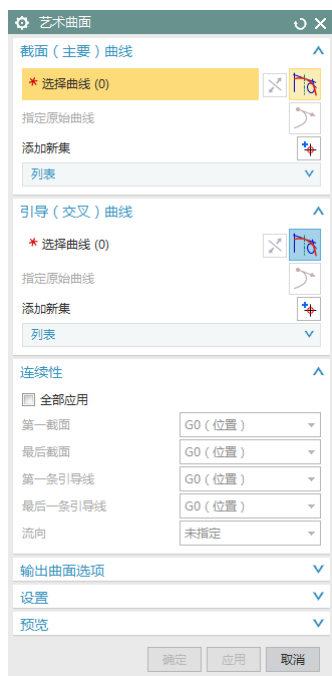 艺术曲面
截面（主要）曲线
* 选择曲线 (0)
指定原始曲线
添加新集
列表
引导（交叉）曲线
* 选择曲线 (0)
指定原始曲线
添加新集
列表
连续性
全部应用
第一截面 G0（位置）
最后截面 G0（位置）
第一条引导线 G0（位置）
最后一条引导线 G0（位置）
流向 未指定
输出曲面选项
设置
预览
确定 应用 取消